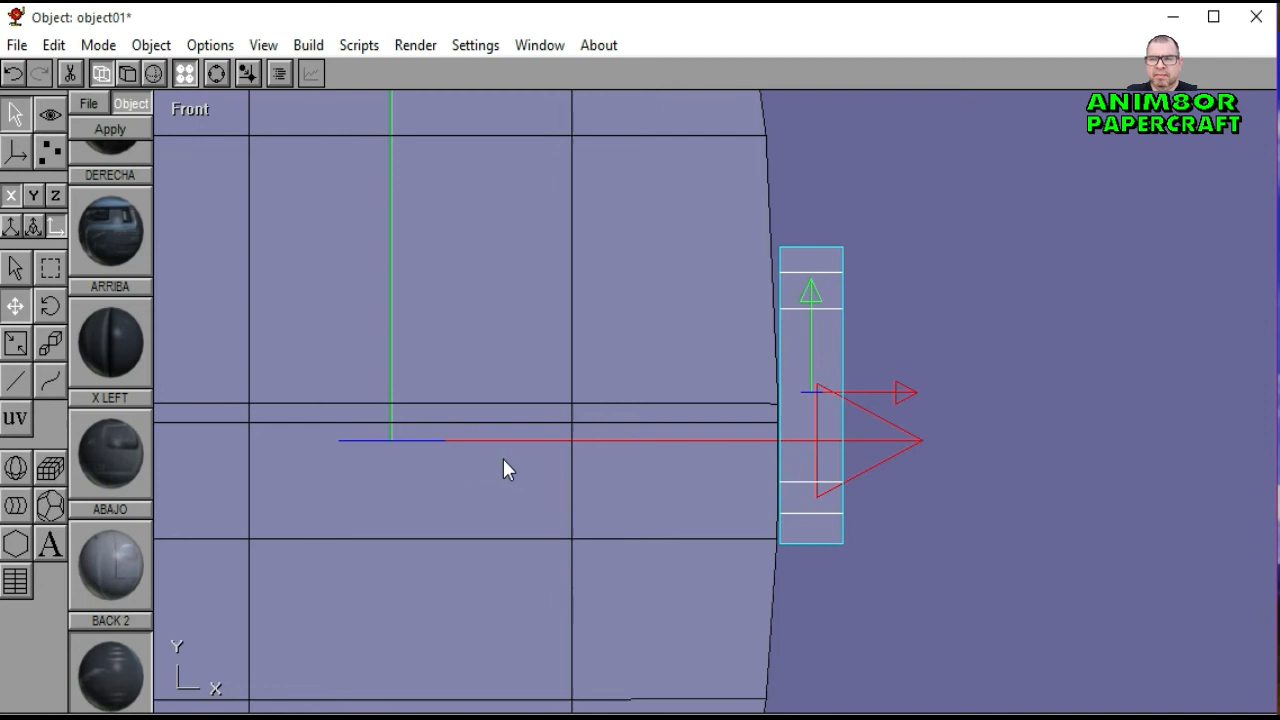 Object: object01*
File Edit Mode Object Options View Build Scripts Render Settings Window About
ANIM8OR
PAPERCRAFT
File Object
Front
Apply
DERECHA
X Y Z
ARRIBA
X LEFT
UV
ABAJO
A
BACK 2
Y
X